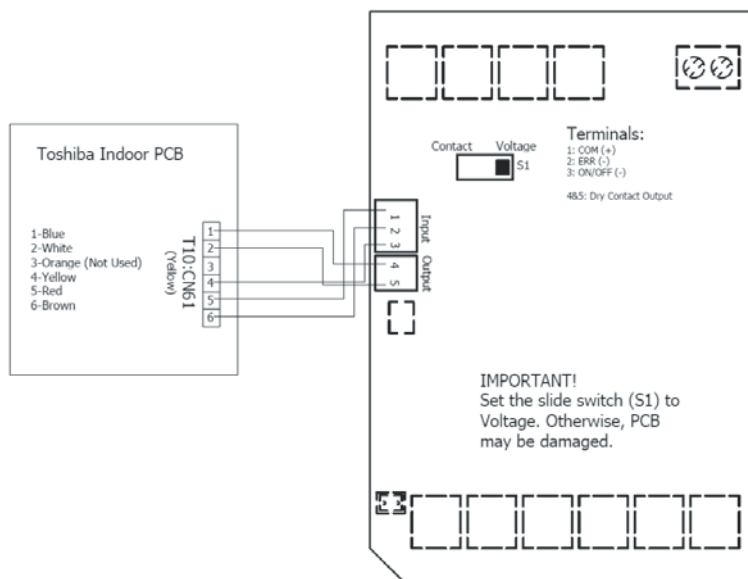 Toshiba Indoor PCB
1-Blue
2-White
3-Orange (Not Used)
4-Yellow
5-Red
6-Brown
T10:CN61
(Yellow)
1
2
3
4
5
6
Contact Voltage
S1
Terminals:
1: COM (+)
2: ERR (-)
3: ON/OFF (-)
4&5: Dry Contact Output
1
2
3
Input
4
5
Output
IMPORTANT!
Set the slide switch (S1) to
Voltage. Otherwise, PCB
may be damaged.